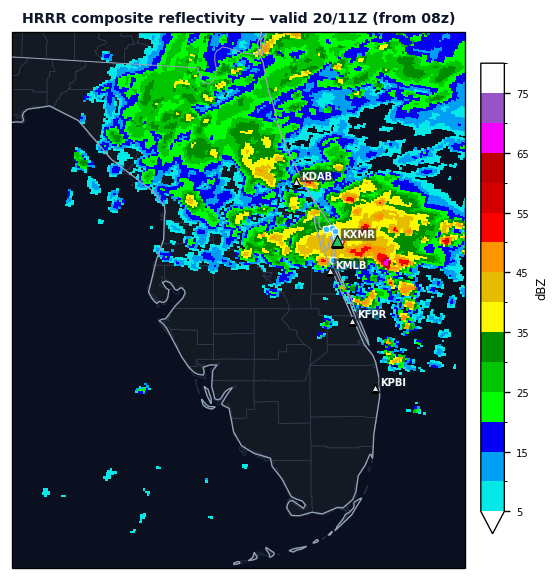 HRRR composite reflectivity — valid 20/11Z (from 08z)
KDAB
KXMR
KMLB
KFPR
KPBI
75
65
55
45
35
25
15
5
dBZ